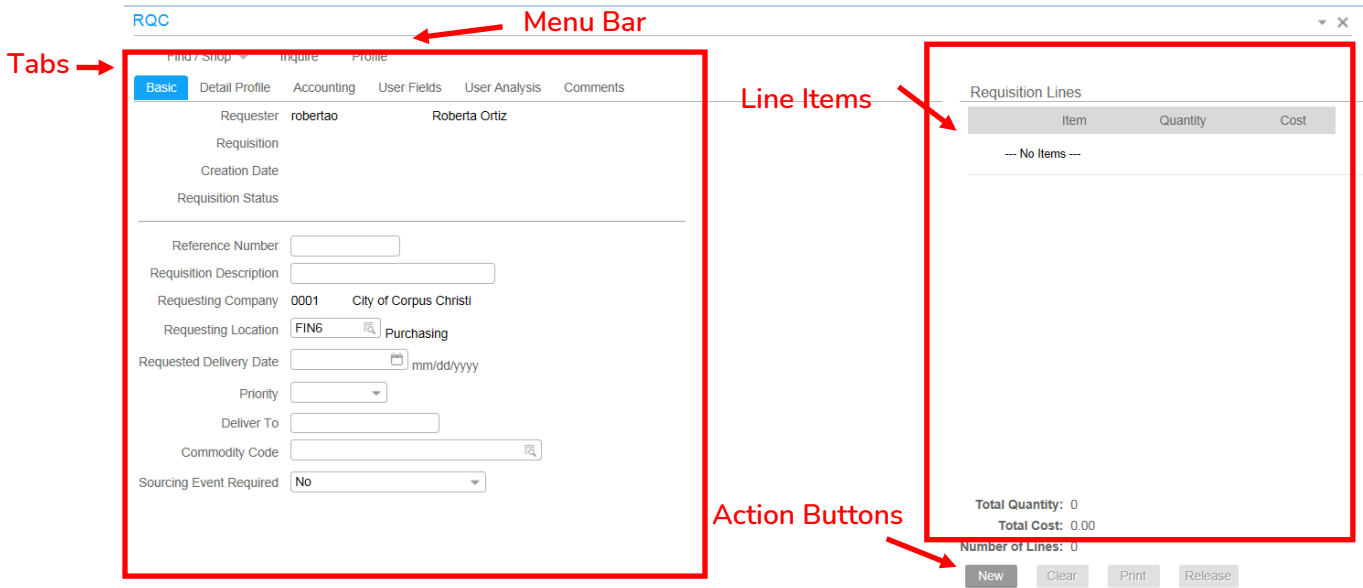 RQC
Menu Bar
Tabs
Find / Shop Inquire Profile
Basic Detail Profile Accounting User Fields User Analysis Comments
Requester robertao Roberta Ortiz
Requisition
Creation Date
Requisition Status
Reference Number
Requisition Description
Requesting Company 0001 City of Corpus Christi
Requesting Location FIN6 Purchasing
Requested Delivery Date mm/dd/yyyy
Priority
Deliver To
Commodity Code
Sourcing Event Required No
Line Items
Requisition Lines
Item Quantity Cost
--- No Items ---
Action Buttons
Total Quantity: 0
Total Cost: 0.00
Number of Lines: 0
New Clear Print Release